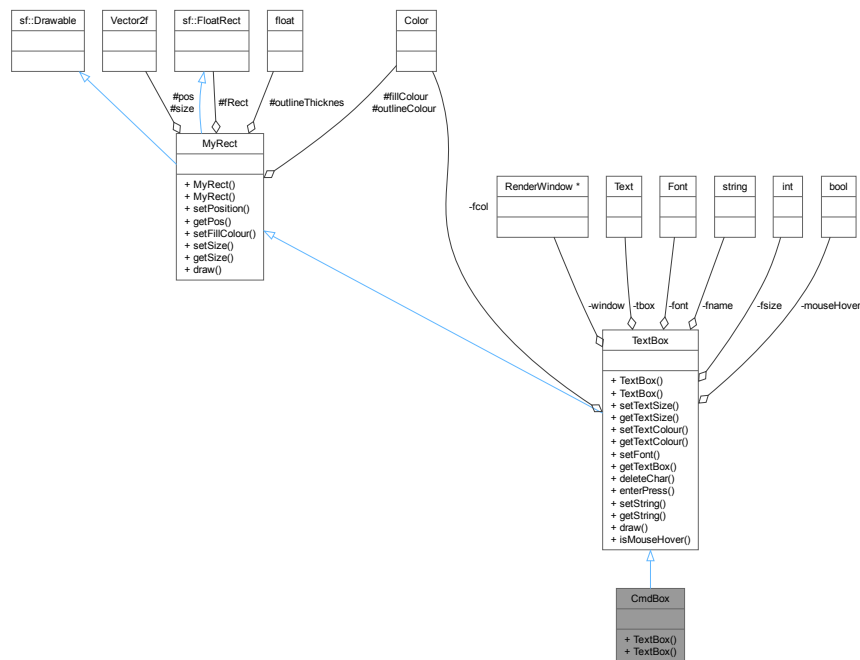 sf::Drawable
Vector2f
sf::FloatRect
float
Color
#pos
#size
#fRect
#outlineThicknes
#fillColour
#outlineColour
MyRect
+ MyRect()
+ MyRect()
+ setPosition()
+ getPos()
+ setFillColour()
+ setSize()
+ getSize()
+ draw()
-fcol
RenderWindow *
Text
Font
string
int
bool
-window
-tbox
-font
-fname
-fsize
-mouseHover
TextBox
+ TextBox()
+ TextBox()
+ setTextSize()
+ getTextSize()
+ setTextColour()
+ getTextColour()
+ setFont()
+ getTextBox()
+ deleteChar()
+ enterPress()
+ setString()
+ getString()
+ draw()
+ isMouseHover()
CmdBox
+ TextBox()
+ TextBox()